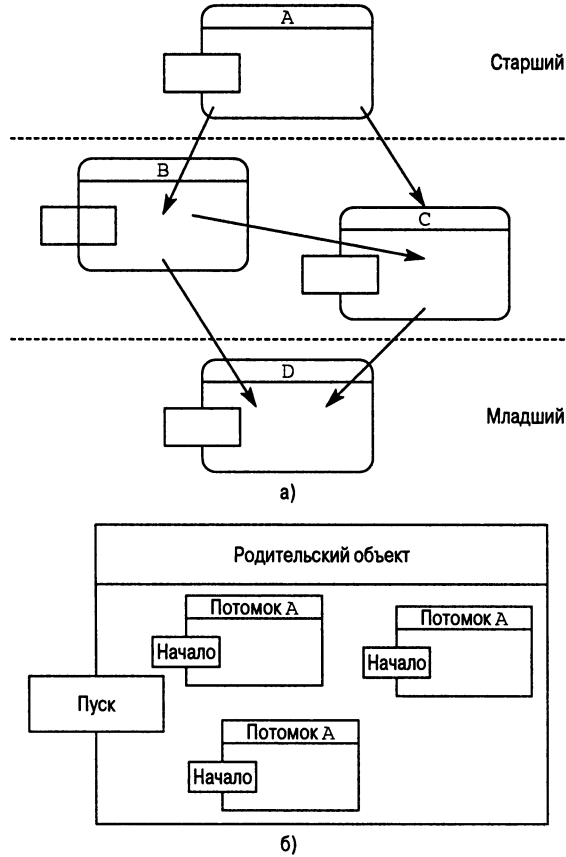 A
Старший
B
C
D
Младший
а)
Родительский объект
Потомок A
Потомок A
Начало
Начало
Пуск
Потомок A
Начало
б)